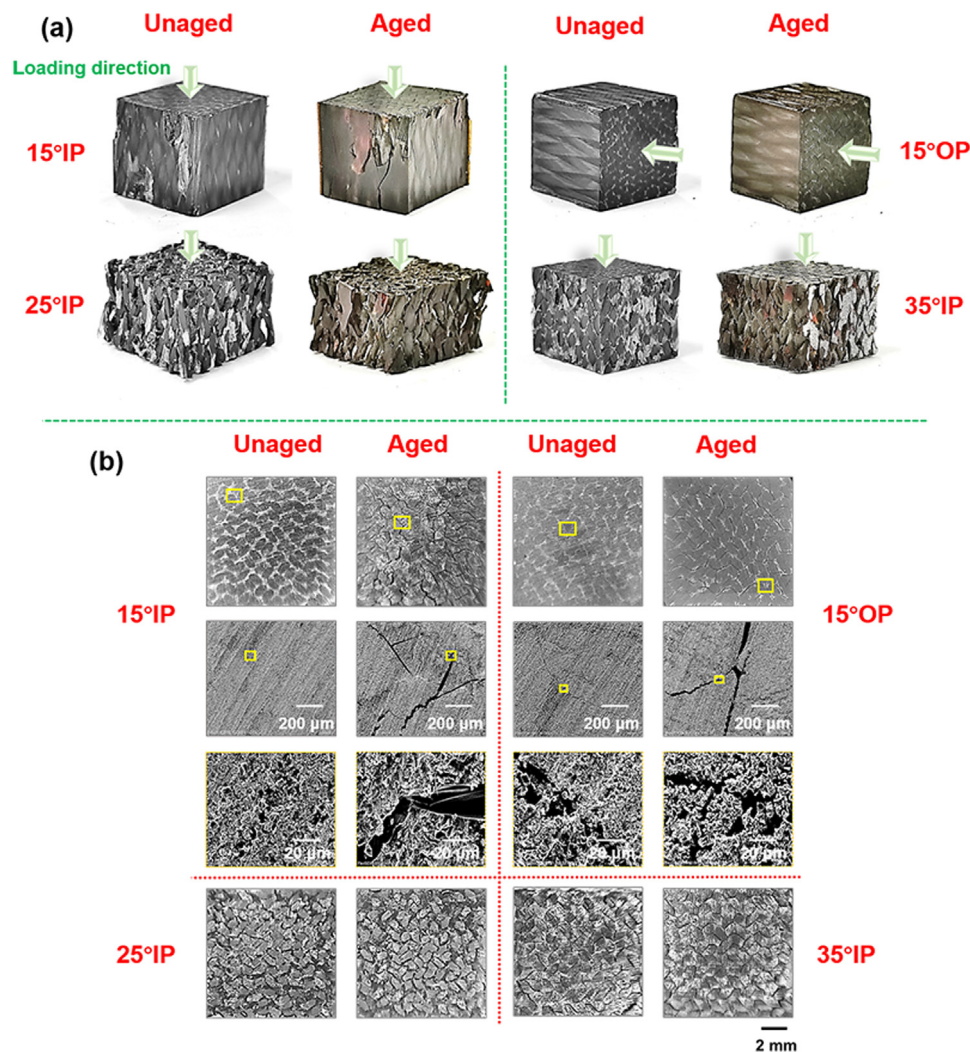 (a)
Unaged
Aged
Unaged
Aged
Loading direction
15°IP
15°OP
25°IP
35°IP
(b)
Unaged
Aged
Unaged
Aged
15°IP
15°OP
200 µm
200 µm
200 µm
200 µm
20 µm
20 µm
20 µm
20 µm
25°IP
35°IP
2 mm